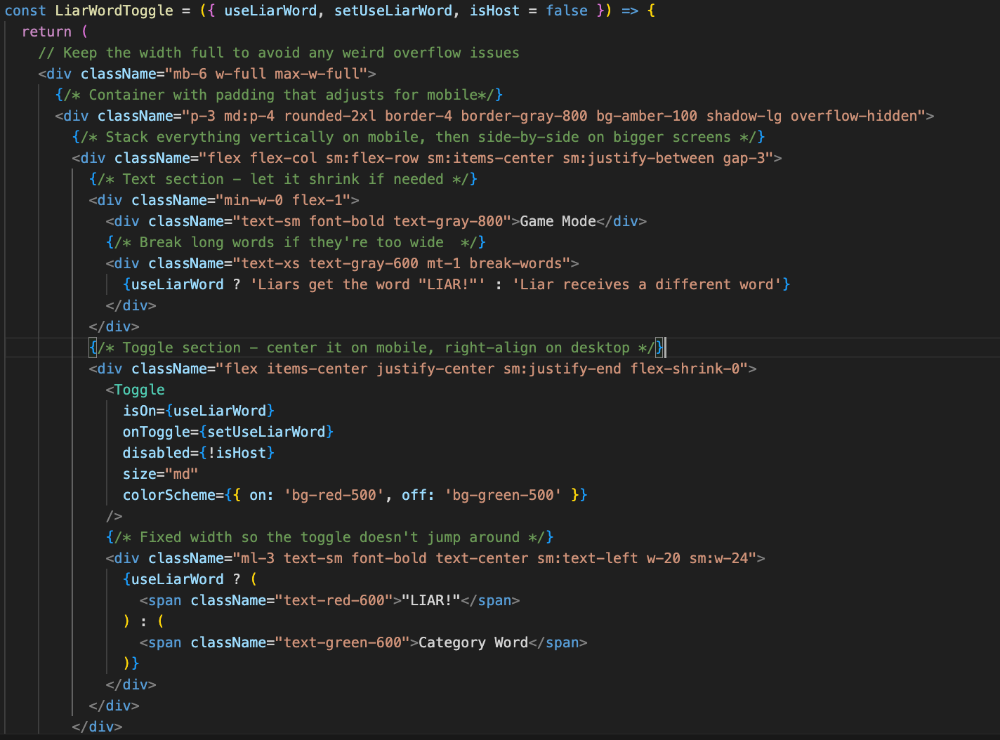 const LiarWordToggle = ({ useLiarWord, setUseLiarWord, isHost = false }) => {
  return (
    // Keep the width full to avoid any weird overflow issues
    <div className="mb-6 w-full max-w-full">
      {/* Container with padding that adjusts for mobile*/}
      <div className="p-3 md:p-4 rounded-2xl border-4 border-gray-800 bg-amber-100 shadow-lg overflow-hidden">
        {/* Stack everything vertically on mobile, then side-by-side on bigger screens */}
        <div className="flex flex-col sm:flex-row sm:items-center sm:justify-between gap-3">
          {/* Text section – let it shrink if needed */}
          <div className="min-w-0 flex-1">
            <div className="text-sm font-bold text-gray-800">Game Mode</div>
            {/* Break long words if they're too wide  */}
            <div className="text-xs text-gray-600 mt-1 break-words">
              {useLiarWord ? 'Liars get the word "LIAR!"' : 'Liar receives a different word'}
            </div>
          </div>
          {/* Toggle section – center it on mobile, right-align on desktop */}
          <div className="flex items-center justify-center sm:justify-end flex-shrink-0">
            <Toggle
              isOn={useLiarWord}
              onToggle={setUseLiarWord}
              disabled={!isHost}
              size="md"
              colorScheme={{ on: 'bg-red-500', off: 'bg-green-500' }}
            />
            {/* Fixed width so the toggle doesn't jump around */}
            <div className="ml-3 text-sm font-bold text-center sm:text-left w-20 sm:w-24">
              {useLiarWord ? (
                <span className="text-red-600">"LIAR!"</span>
              ) : (
                <span className="text-green-600">Category Word</span>
              )}
            </div>
          </div>
        </div>